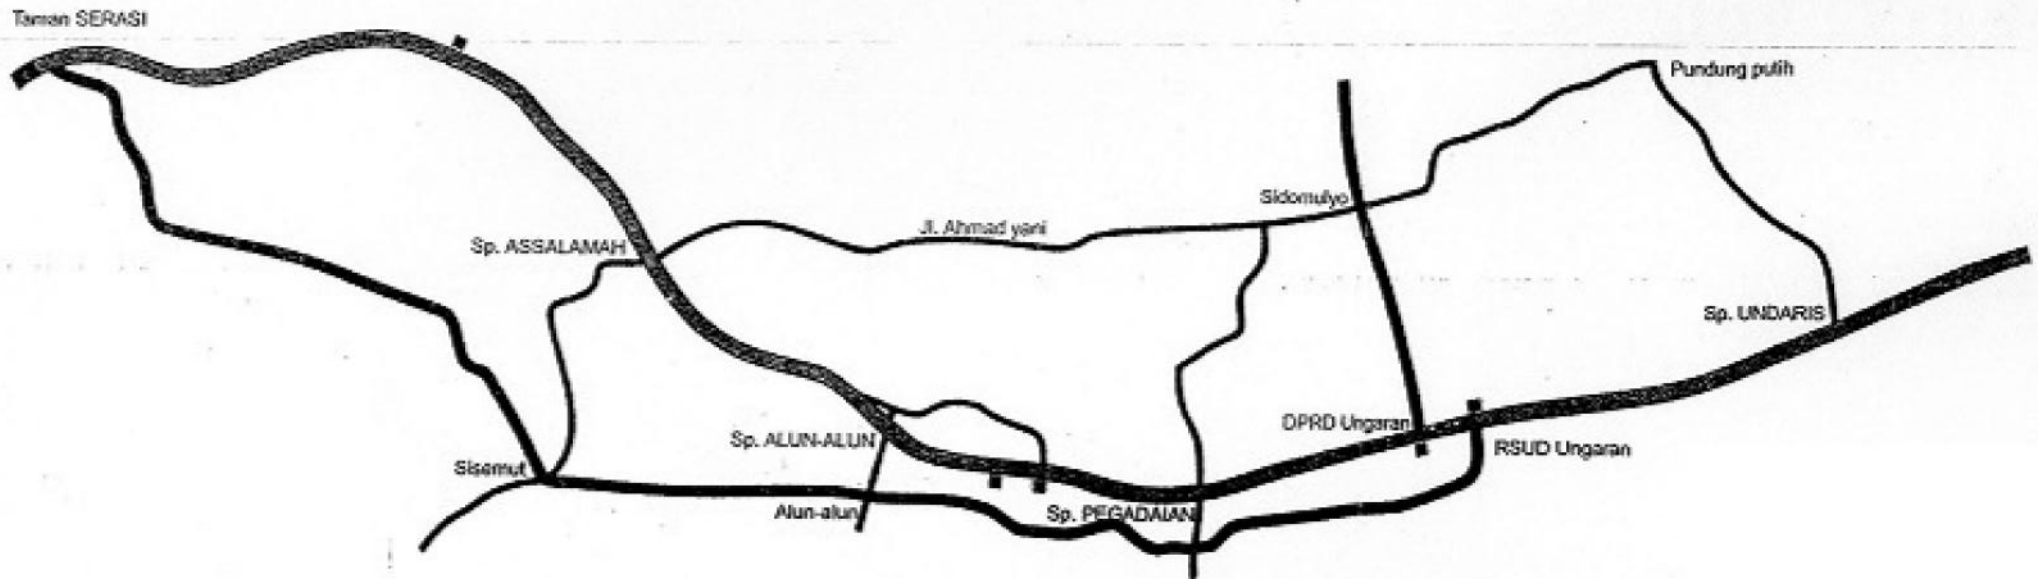 Taman SERASI
Pundung putih
Sidomulyo
Jl. Ahmad yani
Sp. ASSALAMAH
Sp. UNDARIS
DPRD Ungaran
Sp. ALUN-ALUN
RSUD Ungaran
Sisemut
Alun-alun
Sp. PEGADAIAN